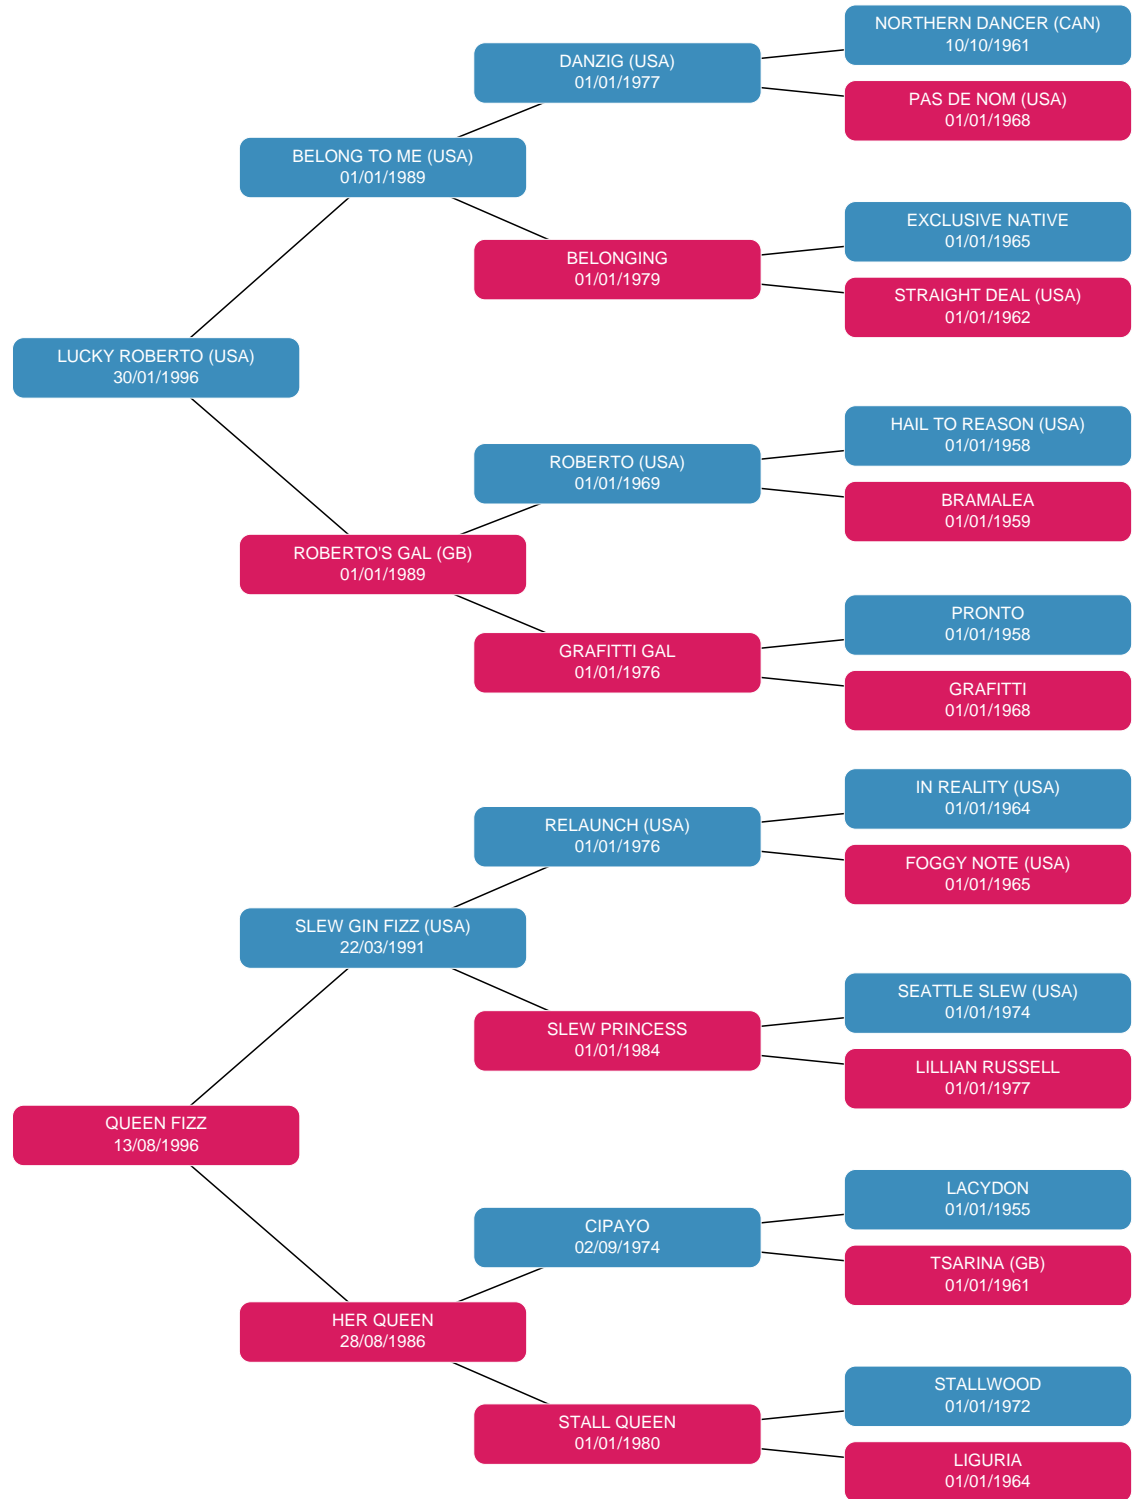 NORTHERN DANCER (CAN)
10/10/1961
DANZIG (USA)
01/01/1977
PAS DE NOM (USA)
01/01/1968
BELONG TO ME (USA)
01/01/1989
EXCLUSIVE NATIVE
01/01/1965
BELONGING
01/01/1979
STRAIGHT DEAL (USA)
01/01/1962
LUCKY ROBERTO (USA)
30/01/1996
HAIL TO REASON (USA)
01/01/1958
ROBERTO (USA)
01/01/1969
BRAMALEA
01/01/1959
ROBERTO'S GAL (GB)
01/01/1989
PRONTO
01/01/1958
GRAFITTI GAL
01/01/1976
GRAFITTI
01/01/1968
IN REALITY (USA)
01/01/1964
RELAUNCH (USA)
01/01/1976
FOGGY NOTE (USA)
01/01/1965
SLEW GIN FIZZ (USA)
22/03/1991
SEATTLE SLEW (USA)
01/01/1974
SLEW PRINCESS
01/01/1984
LILLIAN RUSSELL
01/01/1977
QUEEN FIZZ
13/08/1996
LACYDON
01/01/1955
CIPAYO
02/09/1974
TSARINA (GB)
01/01/1961
HER QUEEN
28/08/1986
STALLWOOD
01/01/1972
STALL QUEEN
01/01/1980
LIGURIA
01/01/1964